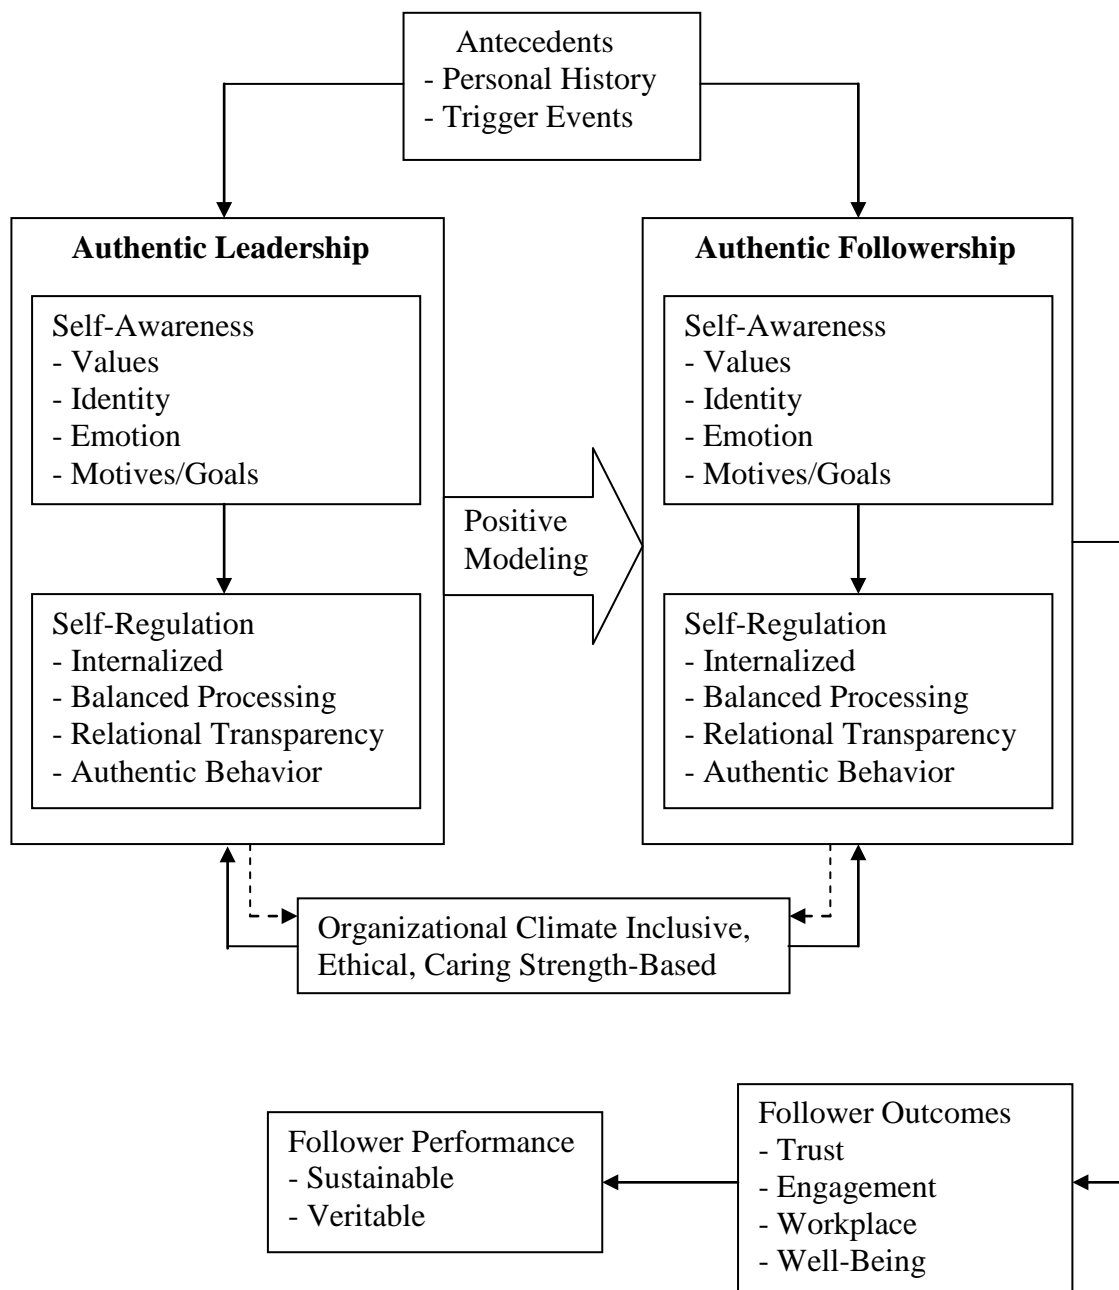 Antecedents
- Personal History
- Trigger Events
Authentic Leadership
Self-Awareness
- Values
- Identity
- Emotion
- Motives/Goals
Self-Regulation
- Internalized
- Balanced Processing
- Relational Transparency
- Authentic Behavior
Positive
Modeling
Authentic Followership
Self-Awareness
- Values
- Identity
- Emotion
- Motives/Goals
Self-Regulation
- Internalized
- Balanced Processing
- Relational Transparency
- Authentic Behavior
Organizational Climate Inclusive,
Ethical, Caring Strength-Based
Follower Performance
- Sustainable
- Veritable
Follower Outcomes
- Trust
- Engagement
- Workplace
- Well-Being